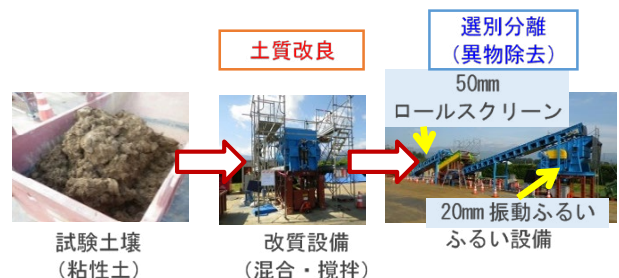 土質改良
選別分離
（異物除去）
50mm
ロールスクリーン
20mm 振動ふるい
試験土壌
（粘性土）
改質設備
（混合・撹拌）
ふるい設備